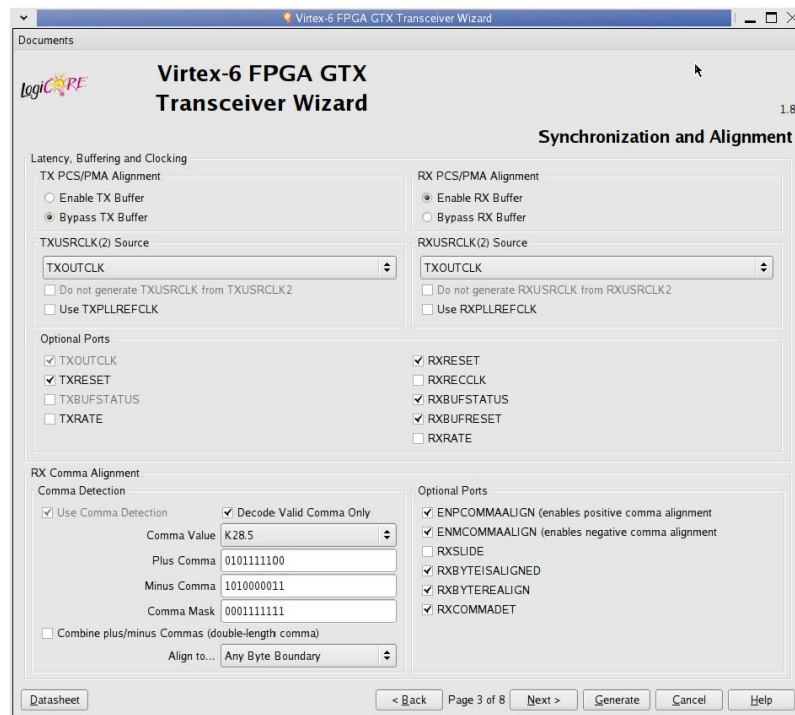 Virtex-6 FPGA GTX Transceiver Wizard
Documents
LogiCORE
Virtex-6 FPGA GTX
Transceiver Wizard
1.8
Synchronization and Alignment
Latency, Buffering and Clocking
TX PCS/PMA Alignment
Enable TX Buffer
Bypass TX Buffer
RX PCS/PMA Alignment
Enable RX Buffer
Bypass RX Buffer
TXUSRCLK(2) Source
TXOUTCLK
Do not generate TXUSRCLK from TXUSRCLK2
Use TXPLLREFCLK
RXUSRCLK(2) Source
TXOUTCLK
Do not generate RXUSRCLK from RXUSRCLK2
Use RXPLLREFCLK
Optional Ports
TXOUTCLK
TXRESET
TXBUFSTATUS
TXRATE
RXRESET
RXRECCLK
RXBUFSTATUS
RXBUFRESET
RXRATE
RX Comma Alignment
Comma Detection
Use Comma Detection
Decode Valid Comma Only
Comma Value K28.5
Plus Comma 0101111100
Minus Comma 1010000011
Comma Mask 0001111111
Combine plus/minus Commas (double-length comma)
Align to... Any Byte Boundary
Optional Ports
ENPCOMMAALIGN (enables positive comma alignment
ENMCOMMAALIGN (enables negative comma alignment
RXSLIDE
RXBYTEISALIGNED
RXBYTEREALIGN
RXCOMMADET
Datasheet
< Back
Page 3 of 8
Next >
Generate
Cancel
Help